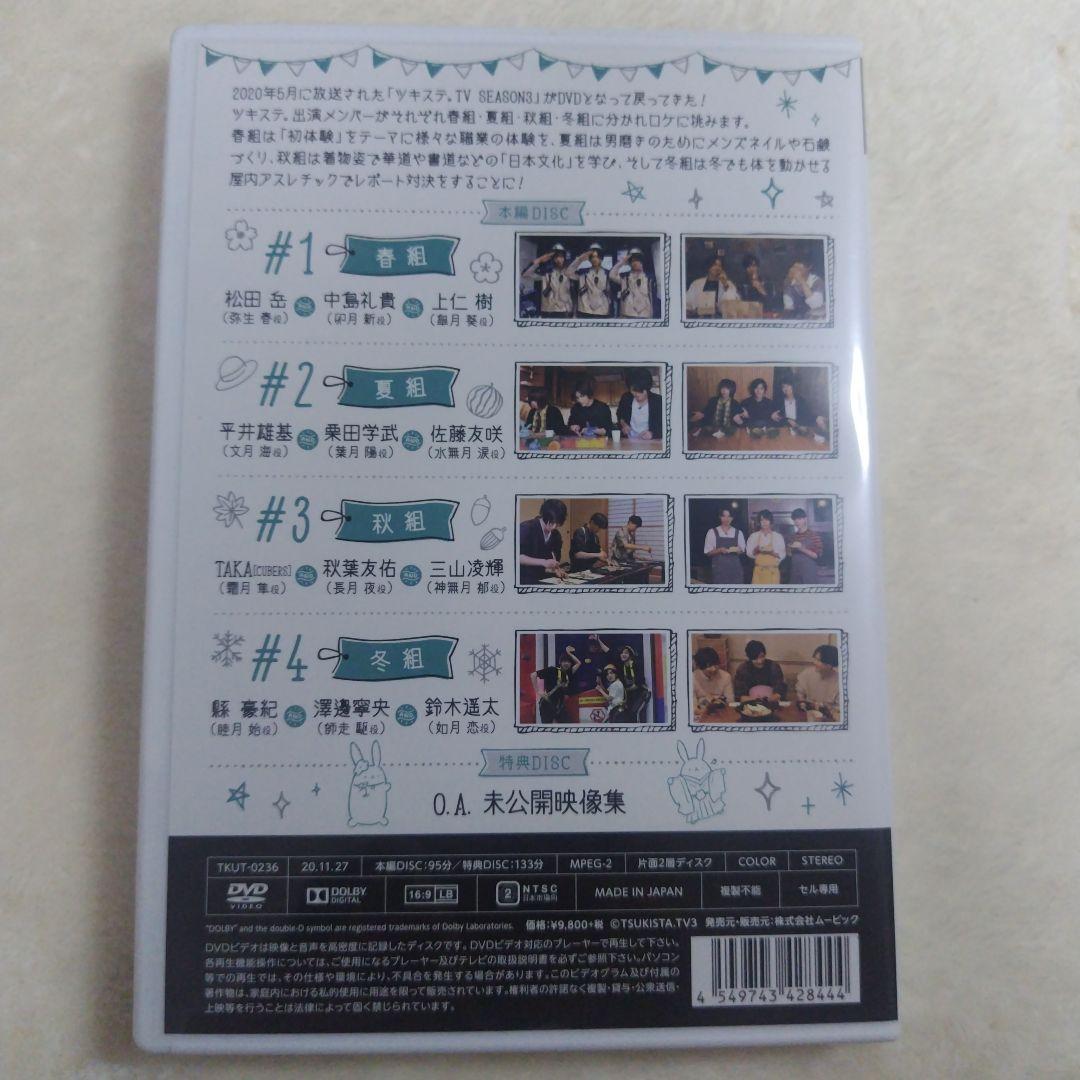 2020年5月に放送された「ツキステ。TV SEASON3」がDVDとなって戻ってきた!
ツキステ。出演メンバーがそれぞれ春組・夏組・秋組・冬組に分かれロケに挑みます。
春組は「初体験」をテーマに様々な職業の体験を、夏組は男磨きのためにメンズネイルや石鹸
づくり、秋組は着物姿で華道や書道などの「日本文化」を学び、そして冬組は冬でも体を動かせる
屋内アスレチックでレポート対決をすることに!
本編DISC
#1 春組
松田 岳 中島礼貴 上仁 樹
(弥生 春役) (卯月 新役) (皐月 葵役)
#2 夏組
平井雄基 栗田学武 佐藤友咲
(文月 海役) (葉月 陽役) (水無月 涙役)
#3 秋組
TAKA[CUBERS] 秋葉友佑 三山凌輝
(霜月 隼役) (長月 夜役) (神無月 郁役)
#4 冬組
縣 豪紀 澤邊寧央 鈴木遥太
(睦月 始役) (師走 駆役) (如月 恋役)
特典DISC
O.A. 未公開映像集
TKUT-0236 20.11.27 本編DISC:95分/特典DISC:133分 MPEG-2 片面2層ディスク COLOR STEREO
DVD VIDEO DOLBY DIGITAL 16:9 LB 2 NTSC 日本市場向 MADE IN JAPAN 複製不能 セル専用
"DOLBY" and the double-D symbol are registered trademarks of Dolby Laboratories. 価格:¥9,800+税 ©TSUKISTA.TV3 発売元・販売元:株式会社ムービック
DVDビデオは映像と音声を高密度に記録したディスクです。DVDビデオ対応のプレーヤーで再生して下さい。
各再生機能操作については、ご使用になるプレーヤー及びテレビの取扱説明書を必ずご参照下さい。パソコン
等での再生では、その仕様や環境により、不具合を発生する場合があります。このビデオグラム及び付属の
著作物は、家庭内における私的使用に用途を限って販売されています。権利者の許諾なく複製・貸与・公衆送信・
上映等を行うことは法律によって固く禁じられています。
4 549743 428444